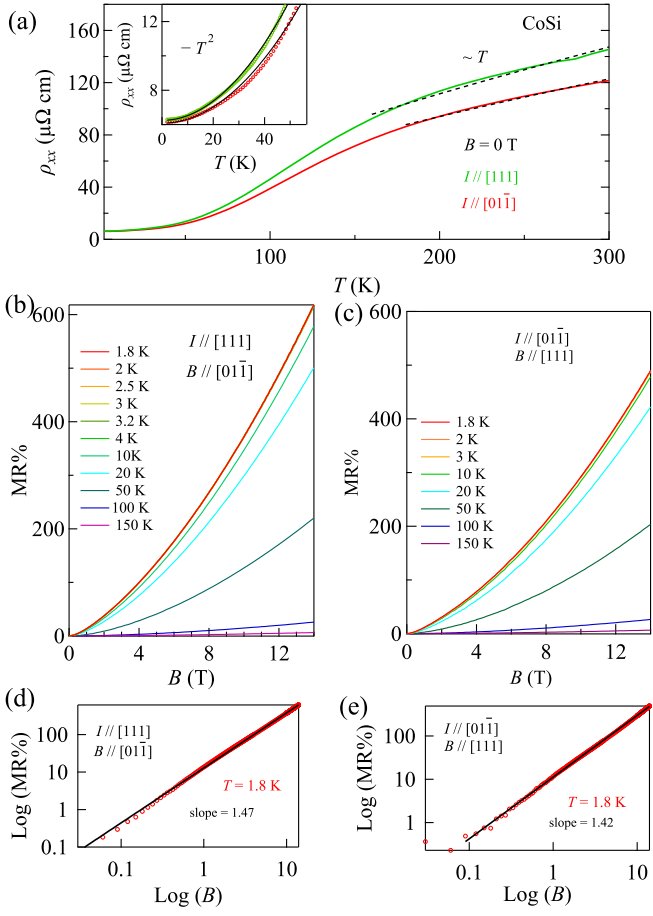 (a)
CoSi
ρxx (μΩ cm)
160
120
80
40
0
100
200
300
T (K)
~ T
B = 0 T
I // [111]
I // [011̄]
ρxx (μΩ cm)
12
8
0
20
40
T (K)
− T²
(b)
MR%
600
400
200
0
0
4
8
12
B (T)
I // [111]
B // [011̄]
1.8 K
2 K
2.5 K
3 K
3.2 K
4 K
10K
20 K
50 K
100 K
150 K
(c)
MR%
600
400
200
0
0
4
8
12
B (T)
I // [011̄]
B // [111]
1.8 K
2 K
3 K
10 K
20 K
50 K
100 K
150 K
(d)
Log (MR%)
100
10
1
0.1
0.1
1
10
Log (B)
I // [111]
B // [011̄]
T = 1.8 K
slope = 1.47
(e)
Log (MR%)
100
10
1
0.1
1
10
Log (B)
I // [011̄]
B // [111]
T = 1.8 K
slope = 1.42